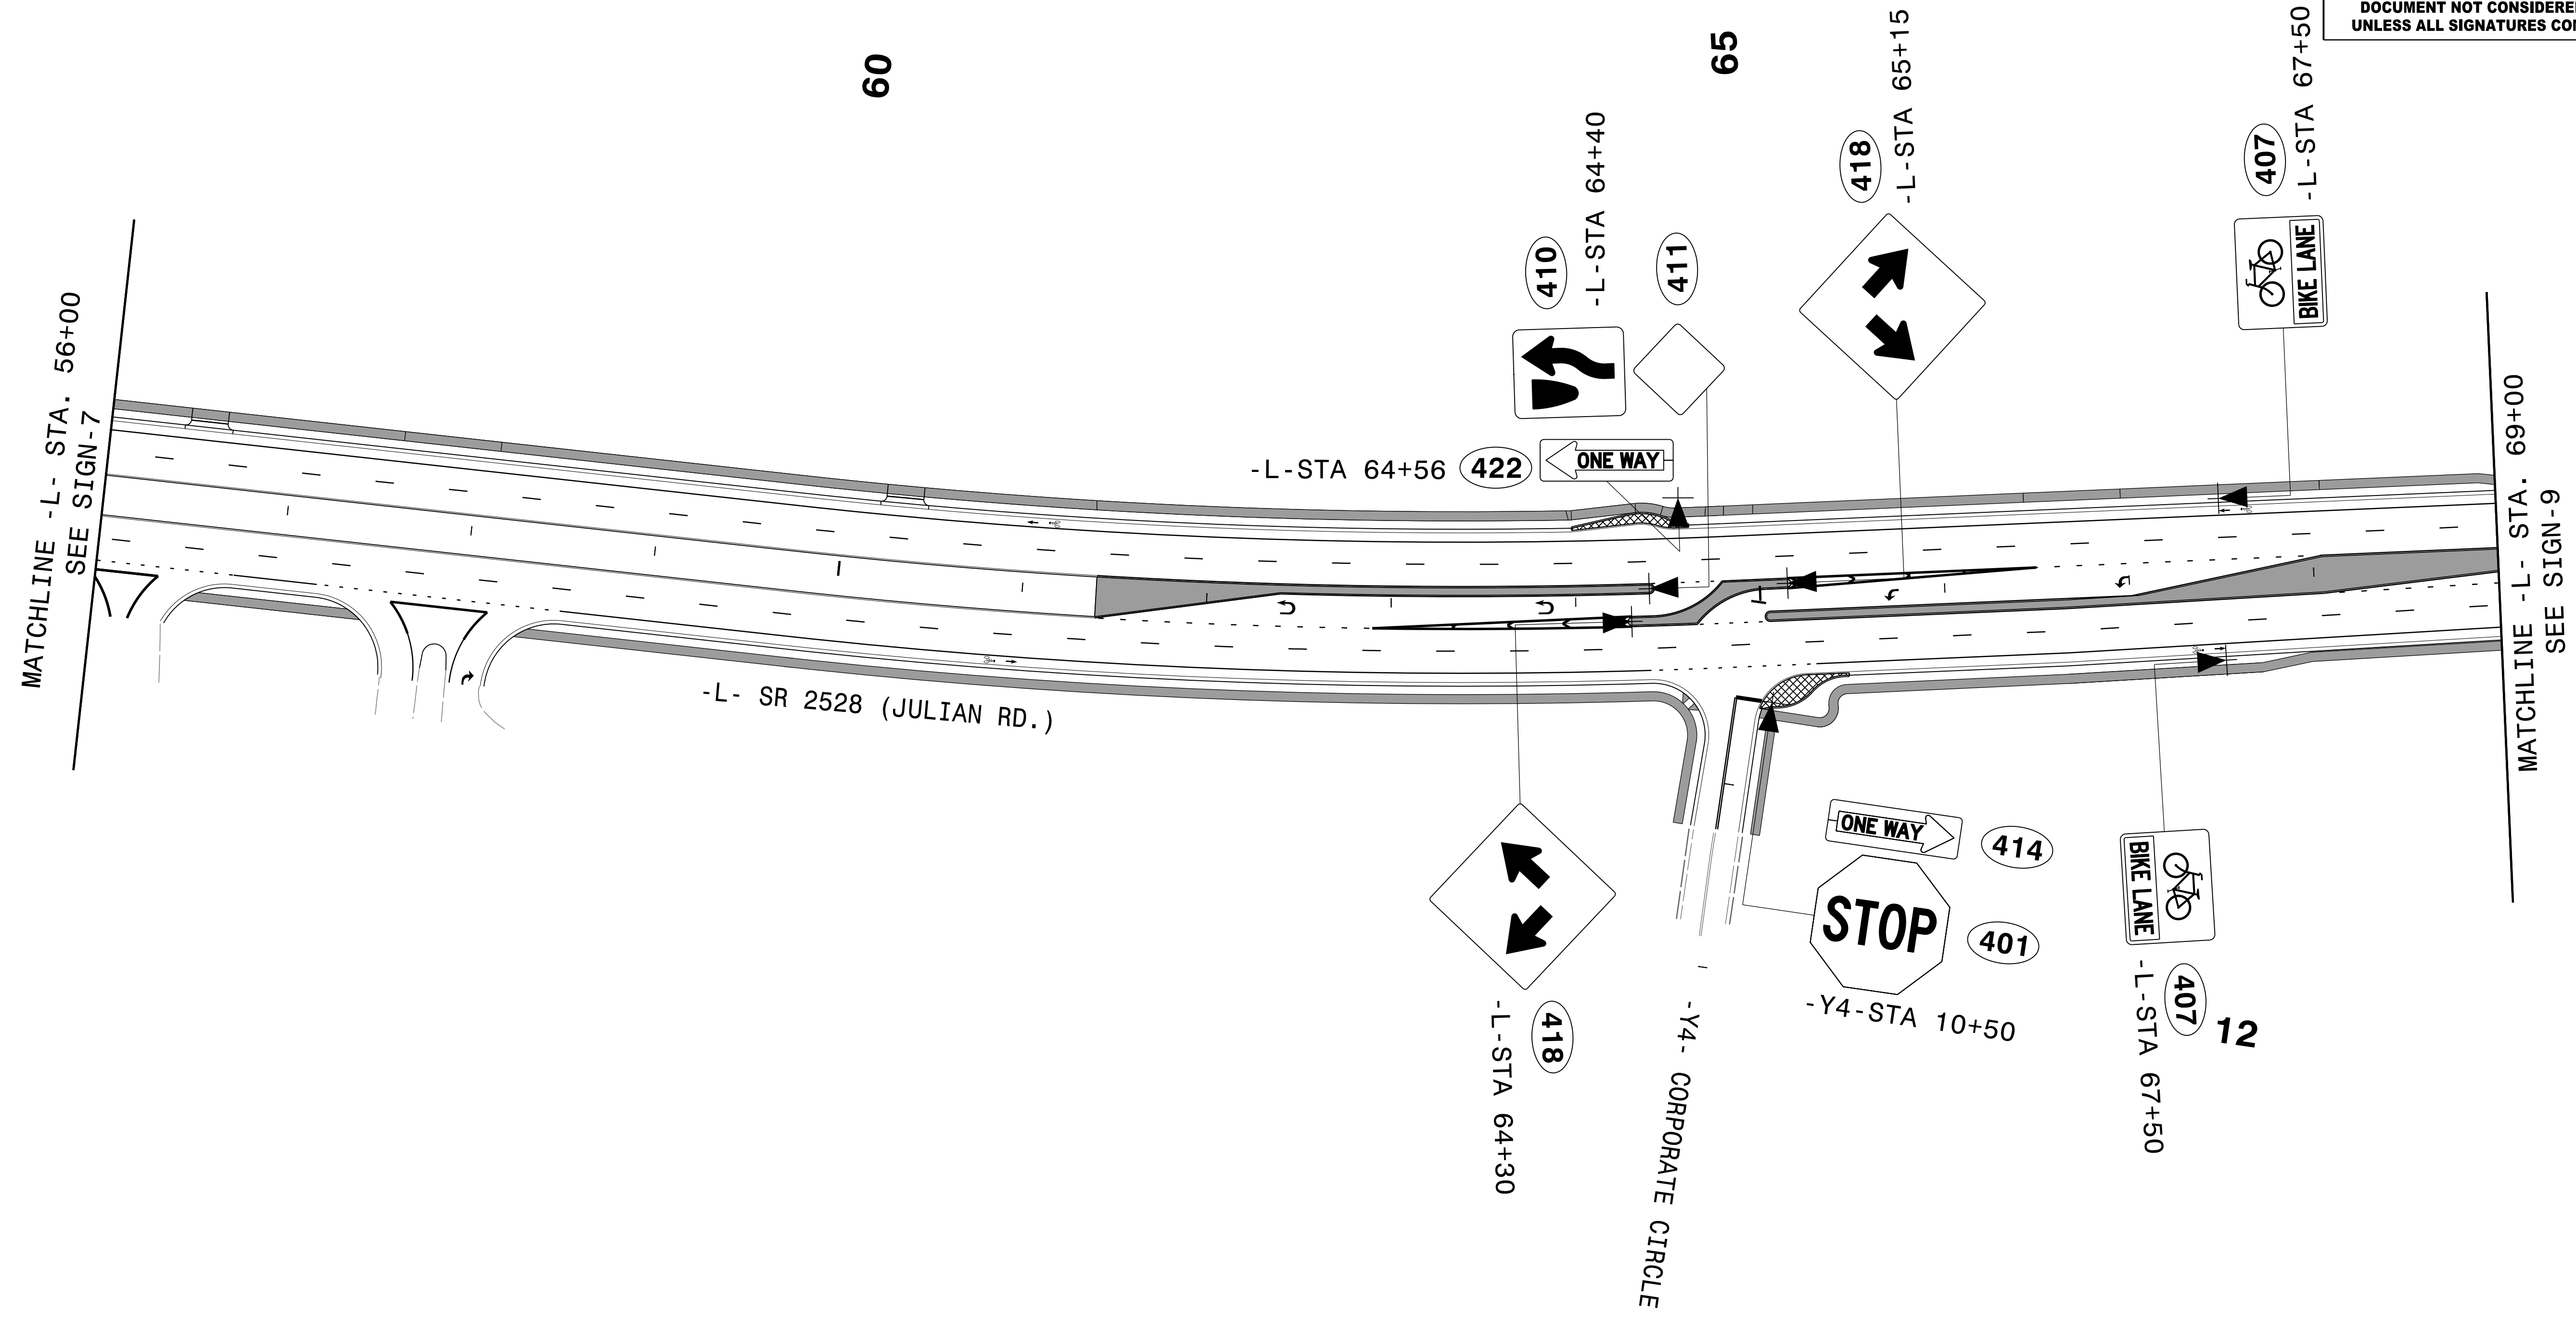 DOCUMENT NOT CONSIDERE
UNLESS ALL SIGNATURES CO
60
65
-L-STA 64+40
410
411
418
-L-STA 65+15
407
-L-STA 67+50
BIKE LANE
-L-STA 64+56
422
ONE WAY
MATCHLINE -L- STA. 56+00
SEE SIGN-7
MATCHLINE -L- STA. 69+00
SEE SIGN-9
-L- SR 2528 (JULIAN RD.)
-L-STA 64+30
418
-Y4- CORPORATE CIRCLE
ONE WAY
414
STOP
401
-Y4-STA 10+50
BIKE LANE
-L-STA 67+50
407
12